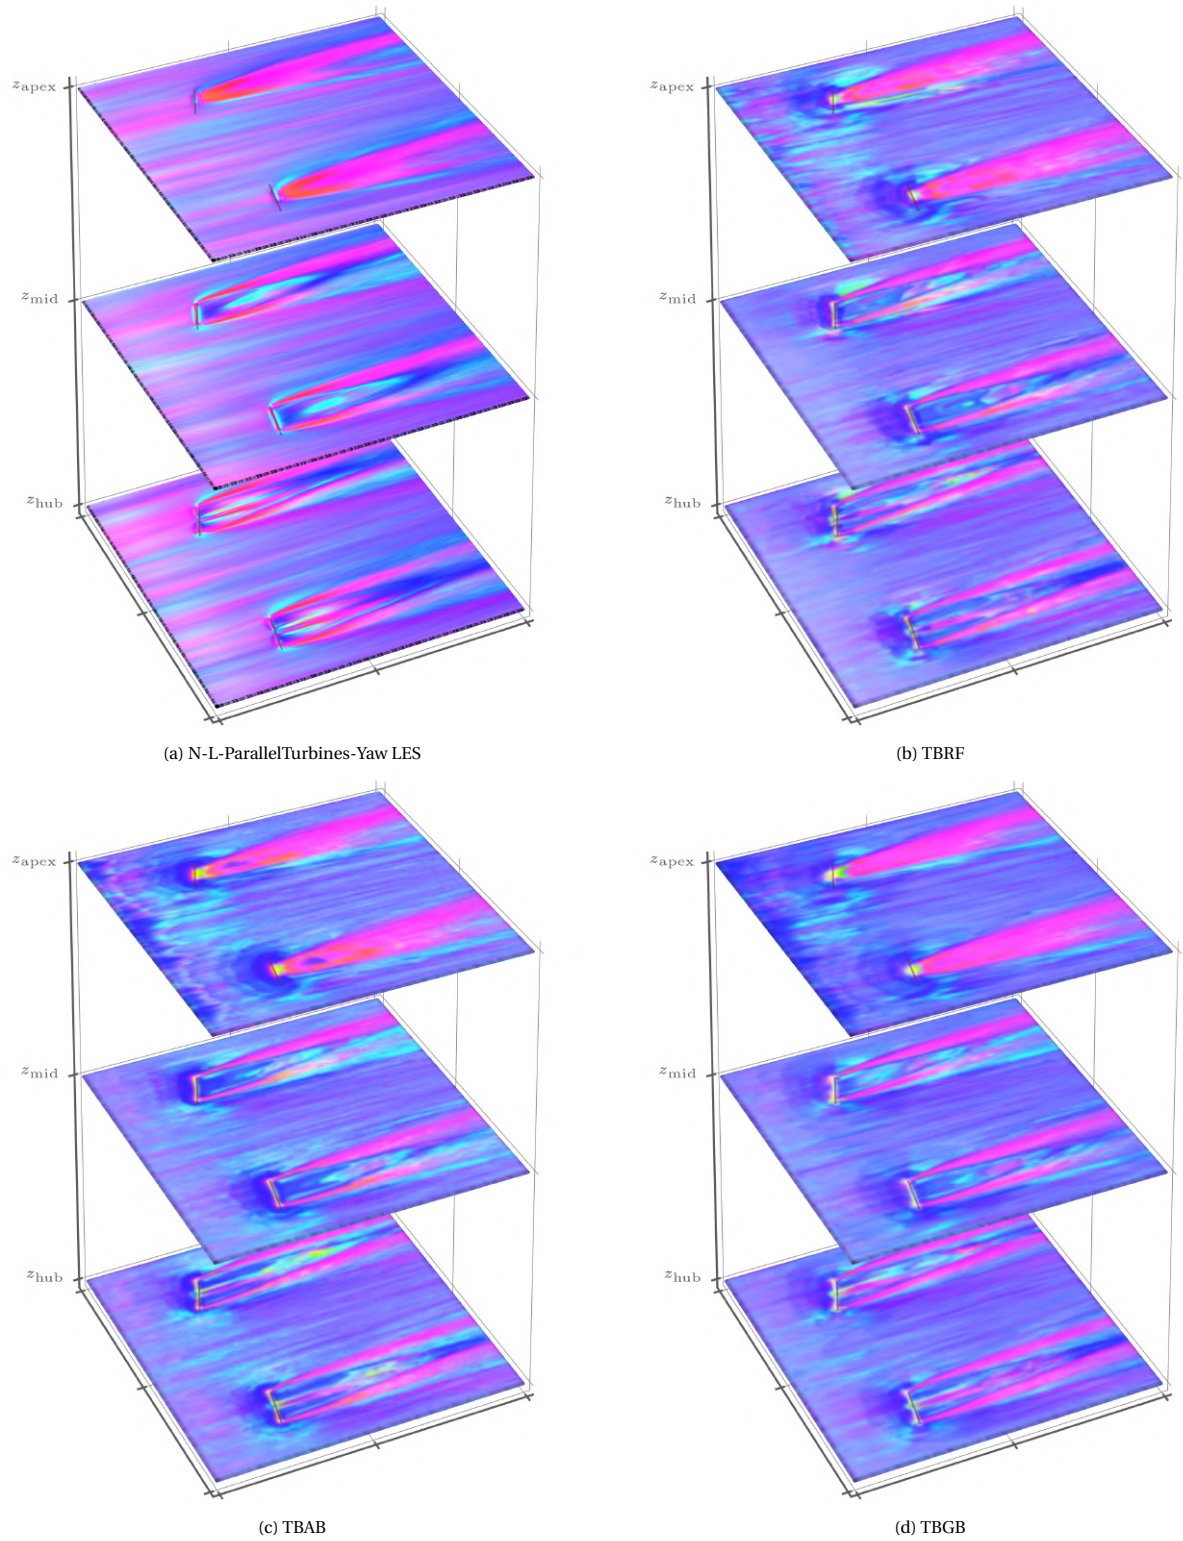 z_apex
z_mid
z_hub
(a) N-L-ParallelTurbines-Yaw LES
z_apex
z_mid
z_hub
(b) TBRF
z_apex
z_mid
z_hub
(c) TBAB
z_apex
z_mid
z_hub
(d) TBGB